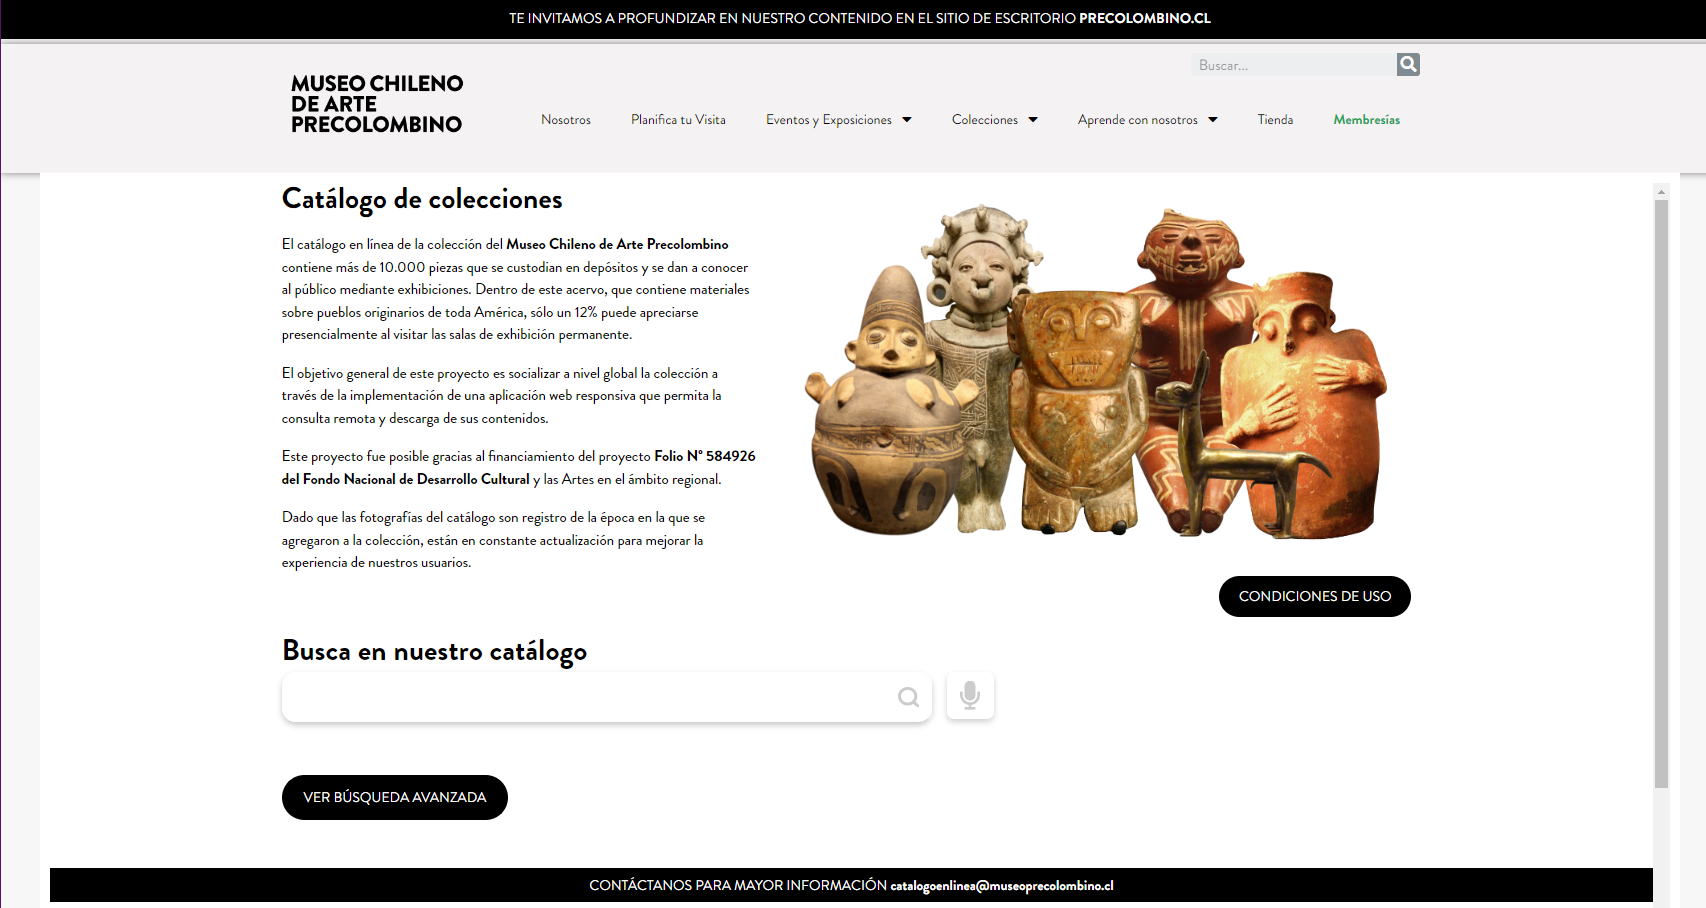 TE INVITAMOS A PROFUNDIZAR EN NUESTRO CONTENIDO EN EL SITIO DE ESCRITORIO PRECOLOMBINO.CL
Buscar...
MUSEO CHILENO
DE ARTE
PRECOLOMBINO
Nosotros
Planifica tu Visita
Eventos y Exposiciones
Colecciones
Aprende con nosotros
Tienda
Membresías
Catálogo de colecciones
El catálogo en línea de la colección del Museo Chileno de Arte Precolombino
contiene más de 10.000 piezas que se custodian en depósitos y se dan a conocer
al público mediante exhibiciones. Dentro de este acervo, que contiene materiales
sobre pueblos originarios de toda América, sólo un 12% puede apreciarse
presencialmente al visitar las salas de exhibición permanente.
El objetivo general de este proyecto es socializar a nivel global la colección a
través de la implementación de una aplicación web responsiva que permita la
consulta remota y descarga de sus contenidos.
Este proyecto fue posible gracias al financiamiento del proyecto Folio N° 584926
del Fondo Nacional de Desarrollo Cultural y las Artes en el ámbito regional.
Dado que las fotografías del catálogo son registro de la época en la que se
agregaron a la colección, están en constante actualización para mejorar la
experiencia de nuestros usuarios.
CONDICIONES DE USO
Busca en nuestro catálogo
VER BÚSQUEDA AVANZADA
CONTÁCTANOS PARA MAYOR INFORMACIÓN catalogoenlinea@museoprecolombino.cl